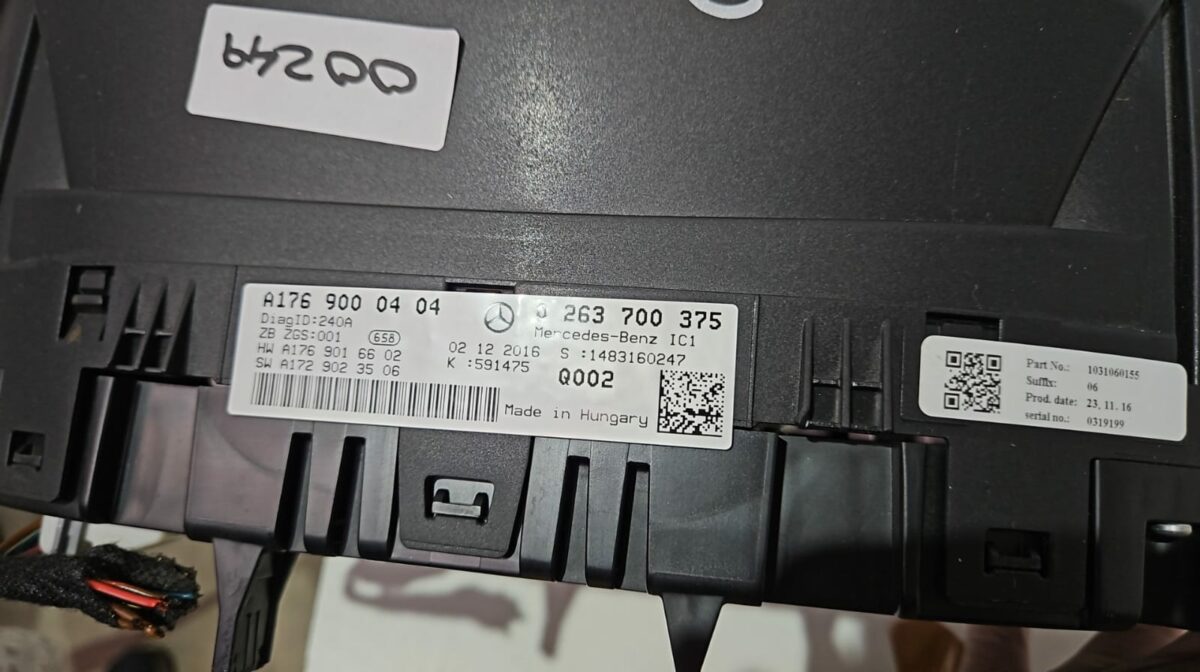 A176 900 04 04
DiagID:240A
ZB ZGS:001 658
HW A176 901 66 02
SW A172 902 35 06
0 263 700 375
Mercedes-Benz IC1
02 12 2016 S :1483160247
K :591475 Q002
Made in Hungary
Part No.: 1031060155
Suffix: 06
Prod. date: 23. 11. 16
serial no.: 0319199